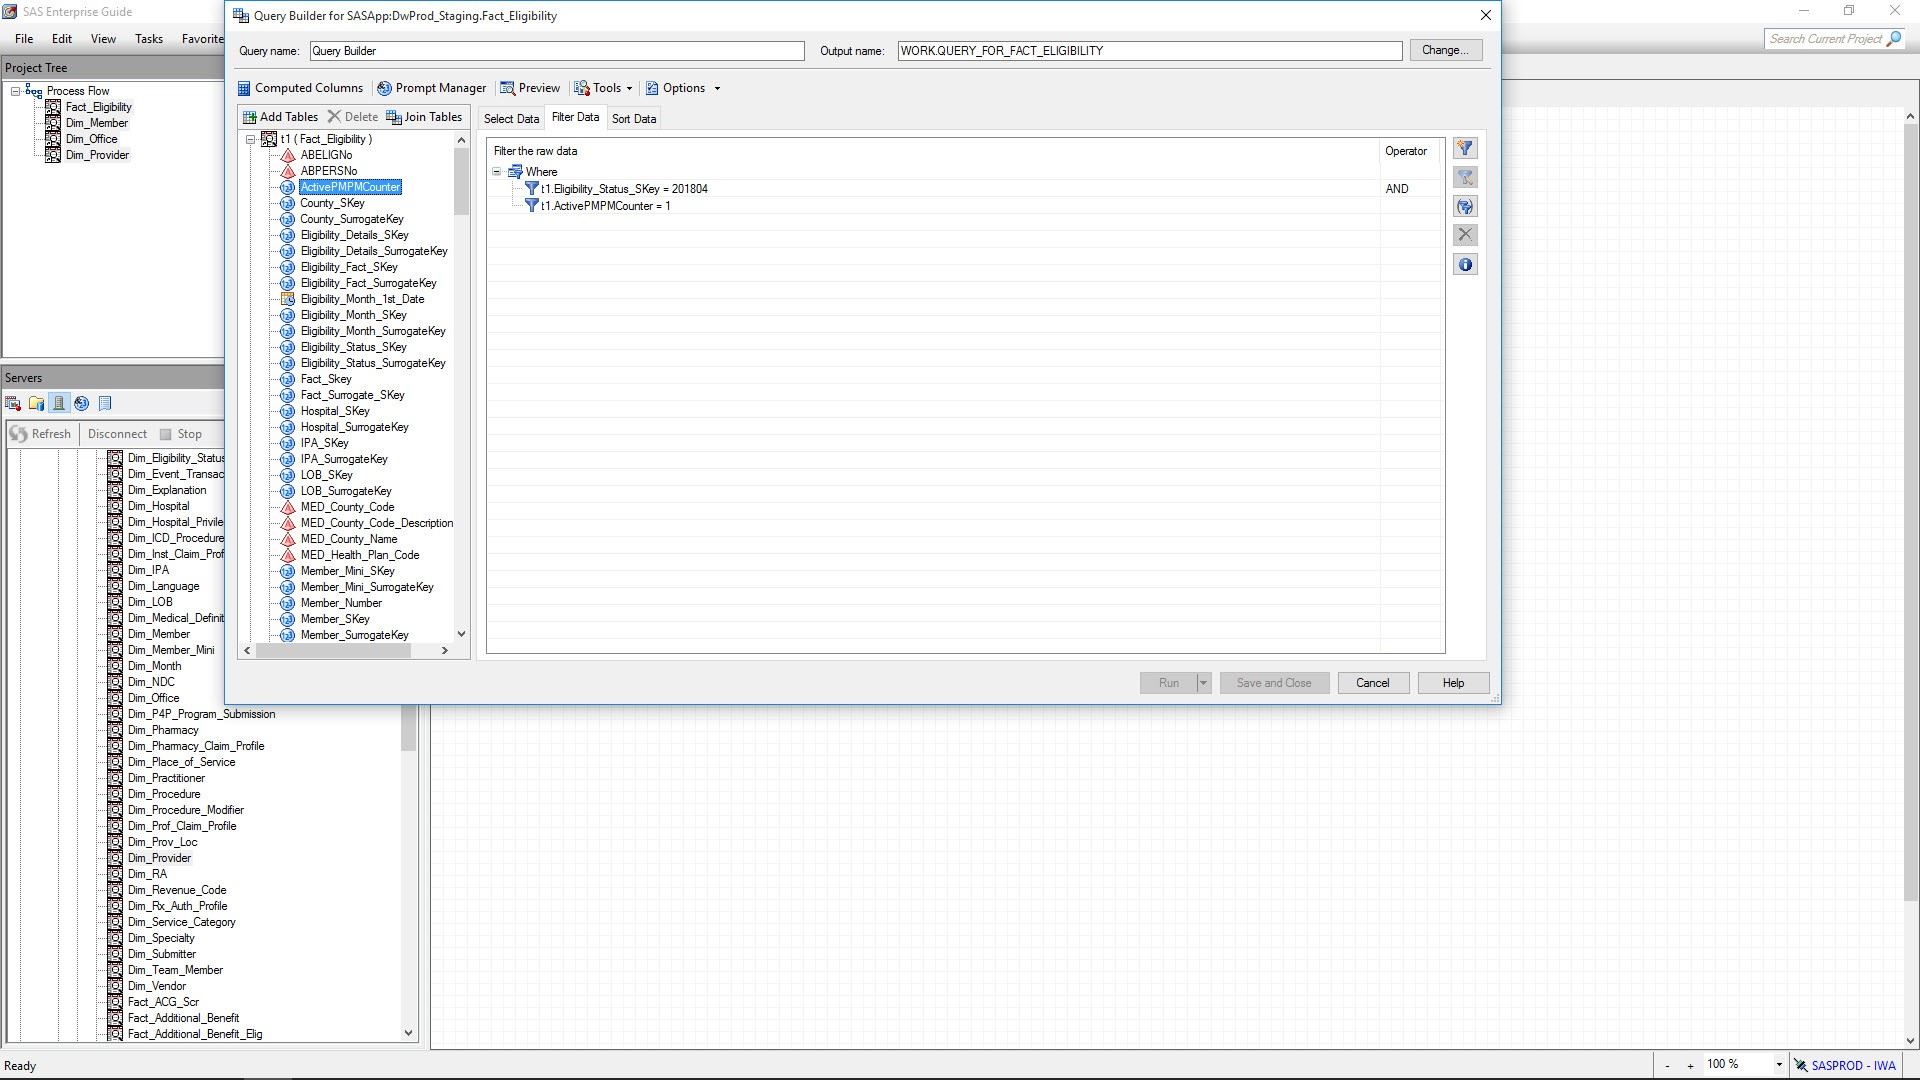 SAS Enterprise Guide
File Edit View Tasks Favorite
Search Current Project
Project Tree
Process Flow
Fact_Eligibility
Dim_Member
Dim_Office
Dim_Provider
Servers
Refresh Disconnect Stop
Dim_Eligibility_Status
Dim_Event_Transac
Dim_Explanation
Dim_Hospital
Dim_Hospital_Privile
Dim_ICD_Procedure
Dim_Inst_Claim_Prof
Dim_IPA
Dim_Language
Dim_LOB
Dim_Medical_Definit
Dim_Member
Dim_Member_Mini
Dim_Month
Dim_NDC
Dim_Office
Dim_P4P_Program_Submission
Dim_Pharmacy
Dim_Pharmacy_Claim_Profile
Dim_Place_of_Service
Dim_Practitioner
Dim_Procedure
Dim_Procedure_Modifier
Dim_Prof_Claim_Profile
Dim_Prov_Loc
Dim_Provider
Dim_RA
Dim_Revenue_Code
Dim_Rx_Auth_Profile
Dim_Service_Category
Dim_Specialty
Dim_Submitter
Dim_Team_Member
Dim_Vendor
Fact_ACG_Scr
Fact_Additional_Benefit
Fact_Additional_Benefit_Elig
Query Builder for SASApp:DwProd_Staging.Fact_Eligibility
Query name: Query Builder Output name: WORK.QUERY_FOR_FACT_ELIGIBILITY Change...
Computed Columns Prompt Manager Preview Tools Options
Add Tables Delete Join Tables
t1 ( Fact_Eligibility )
ABELIGNo
ABPERSNo
ActivePMPMCounter
County_SKey
County_SurrogateKey
Eligibility_Details_SKey
Eligibility_Details_SurrogateKey
Eligibility_Fact_SKey
Eligibility_Fact_SurrogateKey
Eligibility_Month_1st_Date
Eligibility_Month_SKey
Eligibility_Month_SurrogateKey
Eligibility_Status_SKey
Eligibility_Status_SurrogateKey
Fact_Skey
Fact_Surrogate_SKey
Hospital_SKey
Hospital_SurrogateKey
IPA_SKey
IPA_SurrogateKey
LOB_SKey
LOB_SurrogateKey
MED_County_Code
MED_County_Code_Description
MED_County_Name
MED_Health_Plan_Code
Member_Mini_SKey
Member_Mini_SurrogateKey
Member_Number
Member_SKey
Member_SurrogateKey
Select Data Filter Data Sort Data
Filter the raw data Operator
Where
t1.Eligibility_Status_SKey = 201804 AND
t1.ActivePMPMCounter = 1
Run Save and Close Cancel Help
Ready
- + 100 % SASPROD - IWA